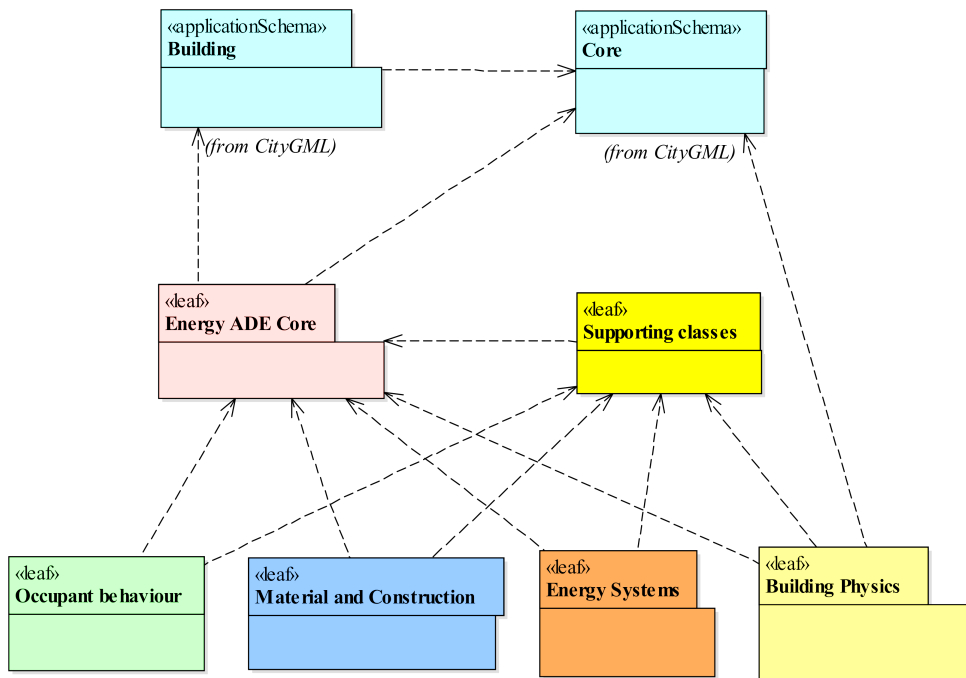 «applicationSchema»
Building
«applicationSchema»
Core
(from CityGML)
(from CityGML)
«leaf»
Energy ADE Core
«leaf»
Supporting classes
«leaf»
Occupant behaviour
«leaf»
Material and Construction
«leaf»
Energy Systems
«leaf»
Building Physics